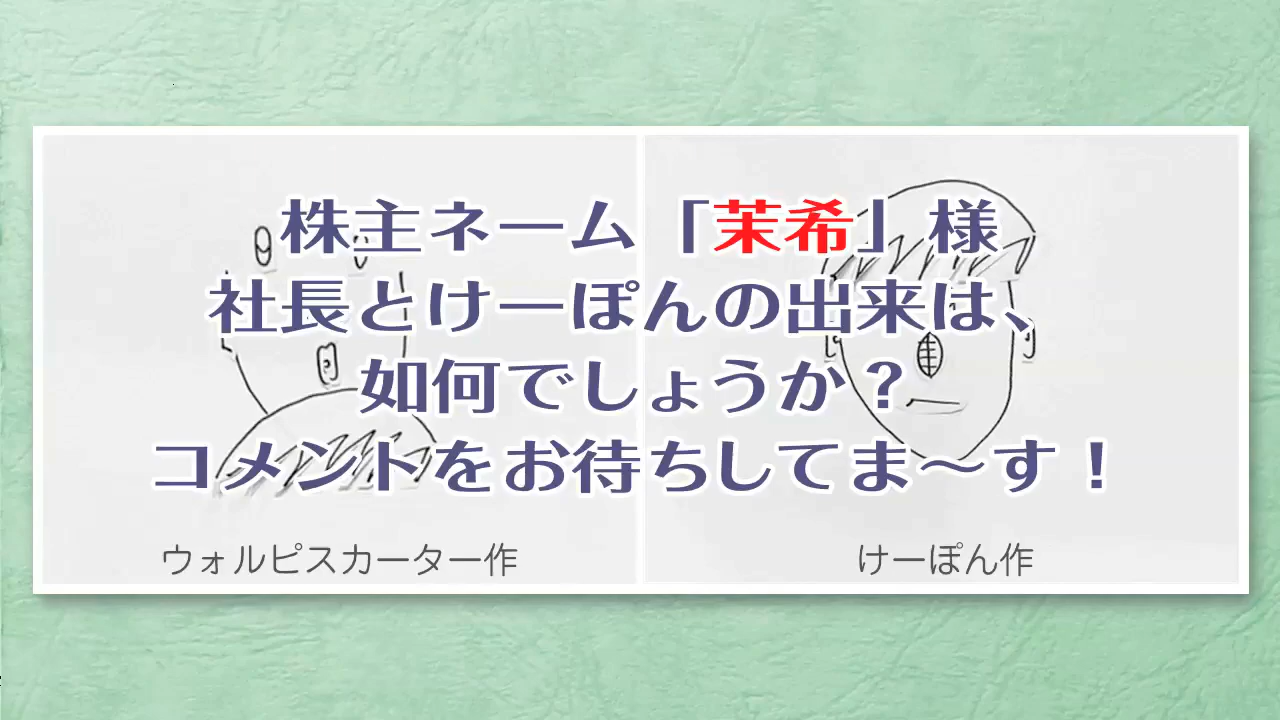 株主ネーム「茉希」様
社長とけーぽんの出来は、
如何でしょうか？
コメントをお待ちしてま～す！
ウォルピスカーター作
けーぽん作